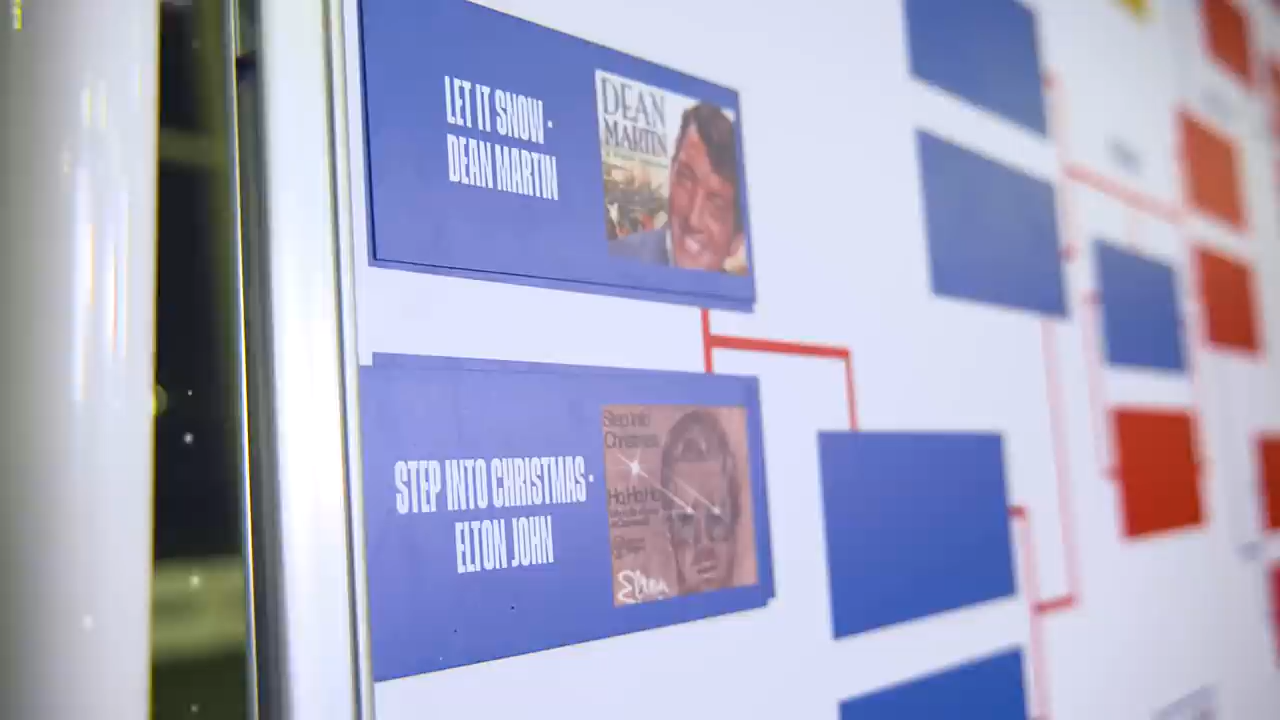 LET IT SNOW ·
DEAN MARTIN
DEAN
MARTIN
STEP INTO CHRISTMAS ·
ELTON JOHN
Step Into
Christmas
Ho Ho Ho
Elton